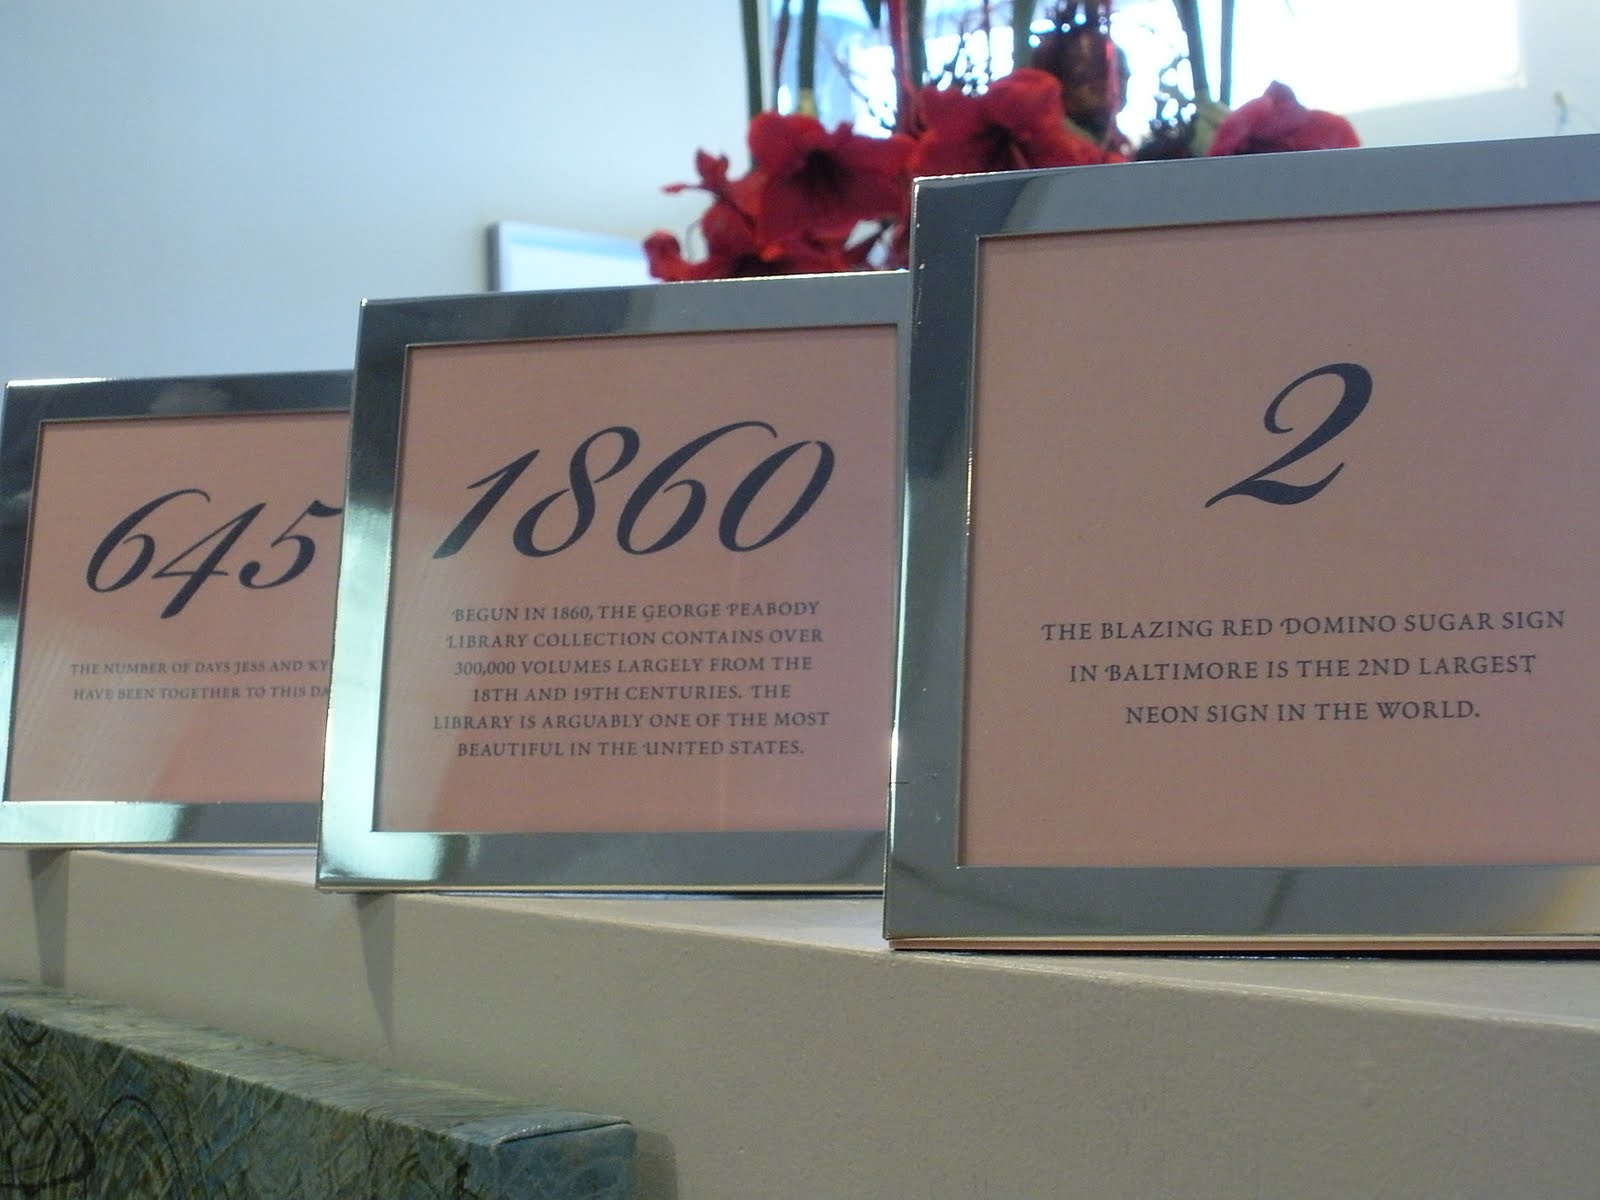 645
THE NUMBER OF DAYS JESS AND KY
HAVE BEEN TOGETHER TO THIS DA
1860
BEGUN IN 1860, THE GEORGE PEABODY
LIBRARY COLLECTION CONTAINS OVER
300,000 VOLUMES LARGELY FROM THE
18TH AND 19TH CENTURIES. THE
LIBRARY IS ARGUABLY ONE OF THE MOST
BEAUTIFUL IN THE UNITED STATES.
2
THE BLAZING RED DOMINO SUGAR SIGN
IN BALTIMORE IS THE 2ND LARGEST
NEON SIGN IN THE WORLD.